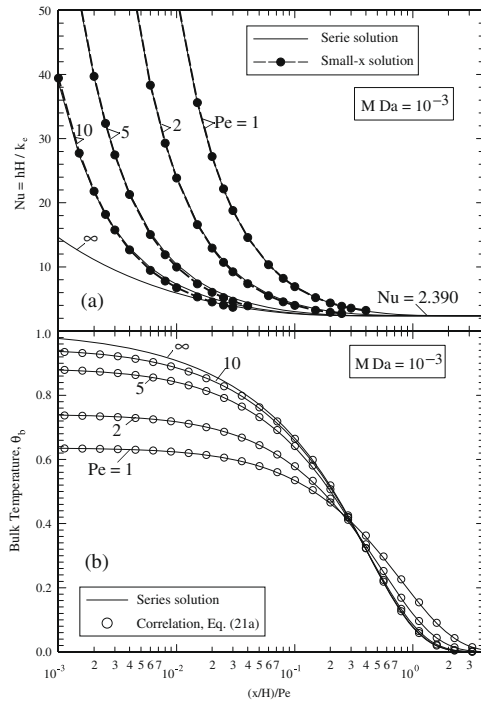 50
40
30
20
10
Nu = hH / kₑ
Serie solution
Small-x solution
M Da = 10⁻³
10
5
2
Pe = 1
∞
Nu = 2.390
(a)
1.0
0.8
0.6
0.4
0.2
0.0
Bulk Temperature, θ_b
M Da = 10⁻³
∞
10
5
2
Pe = 1
(b)
Series solution
Correlation, Eq. (21a)
10⁻³ 2 3 4 5 6 7 10⁻² 2 3 4 5 6 7 10⁻¹ 2 3 4 5 6 7 10⁰ 2 3
(x/H)/Pe